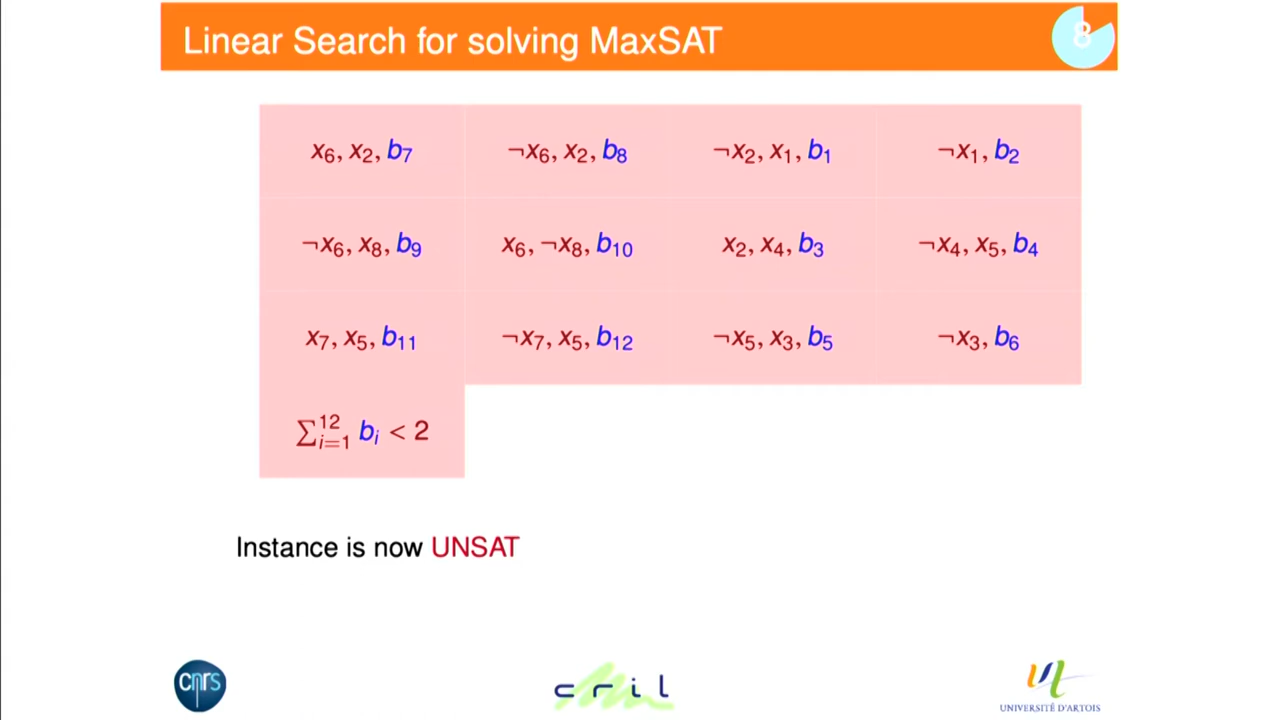 Linear Search for solving MaxSAT
8
x₆, x₂, b₇ ¬x₆, x₂, b₈ ¬x₂, x₁, b₁ ¬x₁, b₂
¬x₆, x₈, b₉ x₆, ¬x₈, b₁₀ x₂, x₄, b₃ ¬x₄, x₅, b₄
x₇, x₅, b₁₁ ¬x₇, x₅, b₁₂ ¬x₅, x₃, b₅ ¬x₃, b₆
∑¹²ᵢ₌₁ bᵢ < 2
Instance is now UNSAT
cnrs
cril
UNIVERSITÉ D'ARTOIS